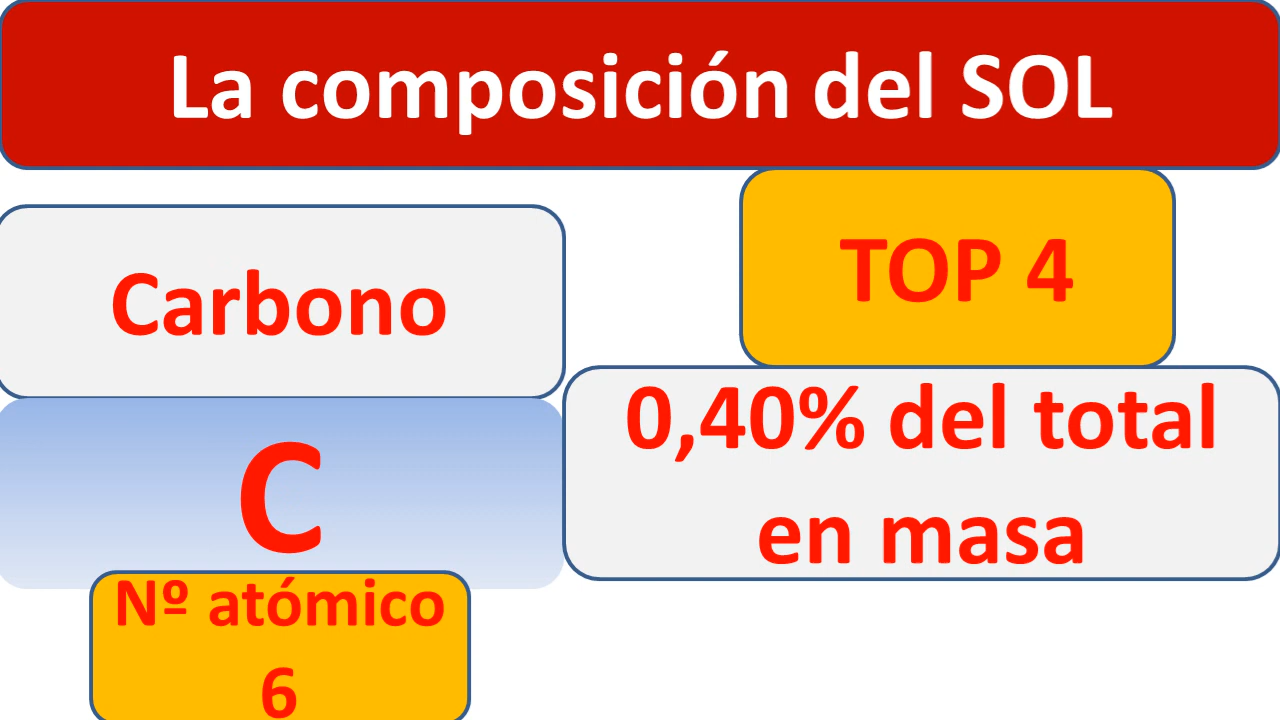 La composición del SOL
TOP 4
Carbono
0,40% del total
en masa
C
Nº atómico
6